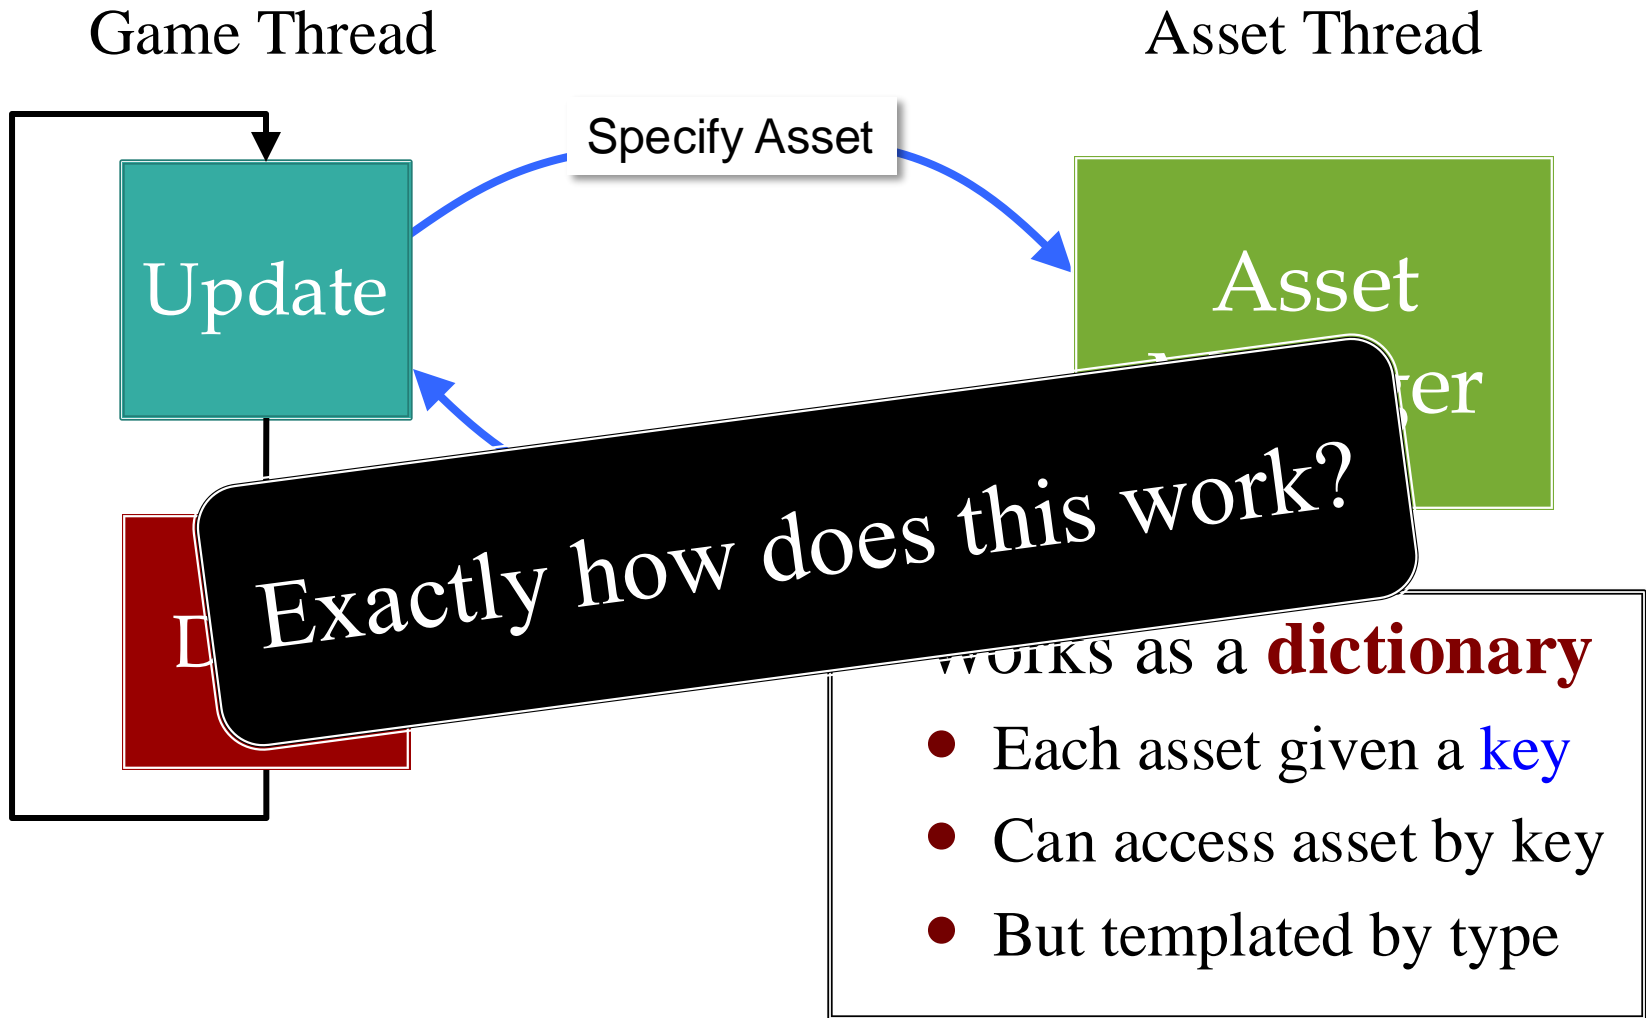 Game Thread
Asset Thread
Specify Asset
Update
Asset
Exactly how does this work?
works as a dictionary
Each asset given a key
Can access asset by key
But templated by type